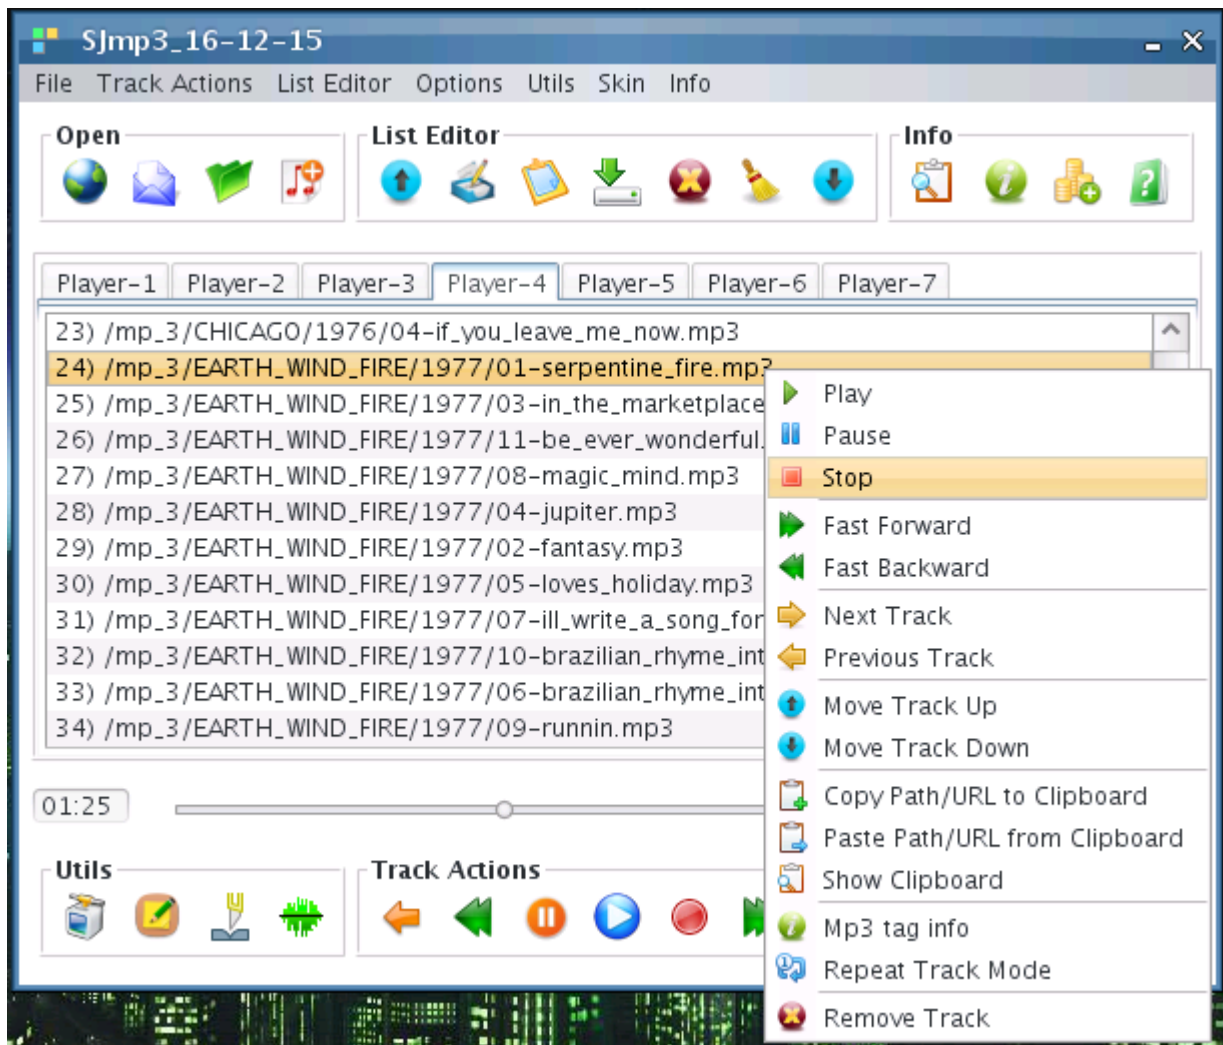 SJmp3_16-12-15
File Track Actions List Editor Options Utils Skin Info
Open List Editor Info
Player-1 Player-2 Player-3 Player-4 Player-5 Player-6 Player-7
23) /mp_3/CHICAGO/1976/04-if_you_leave_me_now.mp3
24) /mp_3/EARTH_WIND_FIRE/1977/01-serpentine_fire.mp3
25) /mp_3/EARTH_WIND_FIRE/1977/03-in_the_marketplace
26) /mp_3/EARTH_WIND_FIRE/1977/11-be_ever_wonderful.
27) /mp_3/EARTH_WIND_FIRE/1977/08-magic_mind.mp3
28) /mp_3/EARTH_WIND_FIRE/1977/04-jupiter.mp3
29) /mp_3/EARTH_WIND_FIRE/1977/02-fantasy.mp3
30) /mp_3/EARTH_WIND_FIRE/1977/05-loves_holiday.mp3
31) /mp_3/EARTH_WIND_FIRE/1977/07-ill_write_a_song_for
32) /mp_3/EARTH_WIND_FIRE/1977/10-brazilian_rhyme_int
33) /mp_3/EARTH_WIND_FIRE/1977/06-brazilian_rhyme_int
34) /mp_3/EARTH_WIND_FIRE/1977/09-runnin.mp3
01:25
Utils Track Actions
Play
Pause
Stop
Fast Forward
Fast Backward
Next Track
Previous Track
Move Track Up
Move Track Down
Copy Path/URL to Clipboard
Paste Path/URL from Clipboard
Show Clipboard
Mp3 tag info
Repeat Track Mode
Remove Track